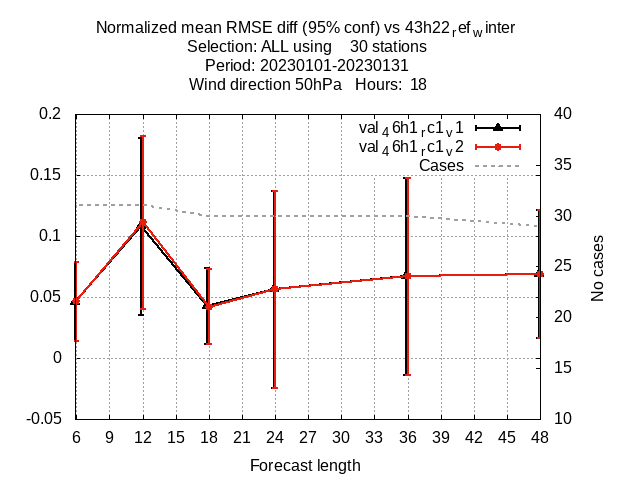 Normalized mean RMSE diff (95% conf) vs 43h22_ref_winter
Selection: ALL using 30 stations
Period: 20230101-20230131
Wind direction 50hPa Hours: 18
val_46h1_rc1_v1
val_46h1_rc1_v2
Cases
0.2
0.15
0.1
0.05
0
-0.05
40
35
30
25
20
15
10
No cases
6 9 12 15 18 21 24 27 30 33 36 39 42 45 48
Forecast length